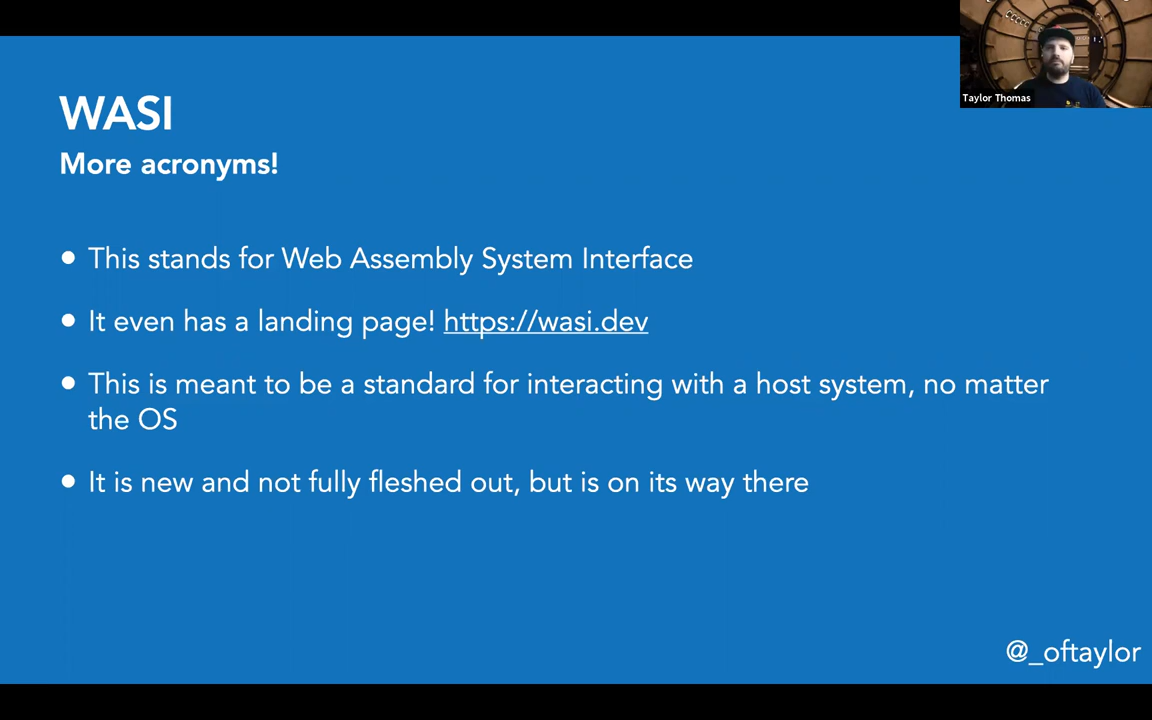 Taylor Thomas
WASI
More acronyms!
• This stands for Web Assembly System Interface
• It even has a landing page! https://wasi.dev
• This is meant to be a standard for interacting with a host system, no matter
the OS
• It is new and not fully fleshed out, but is on its way there
@_oftaylor